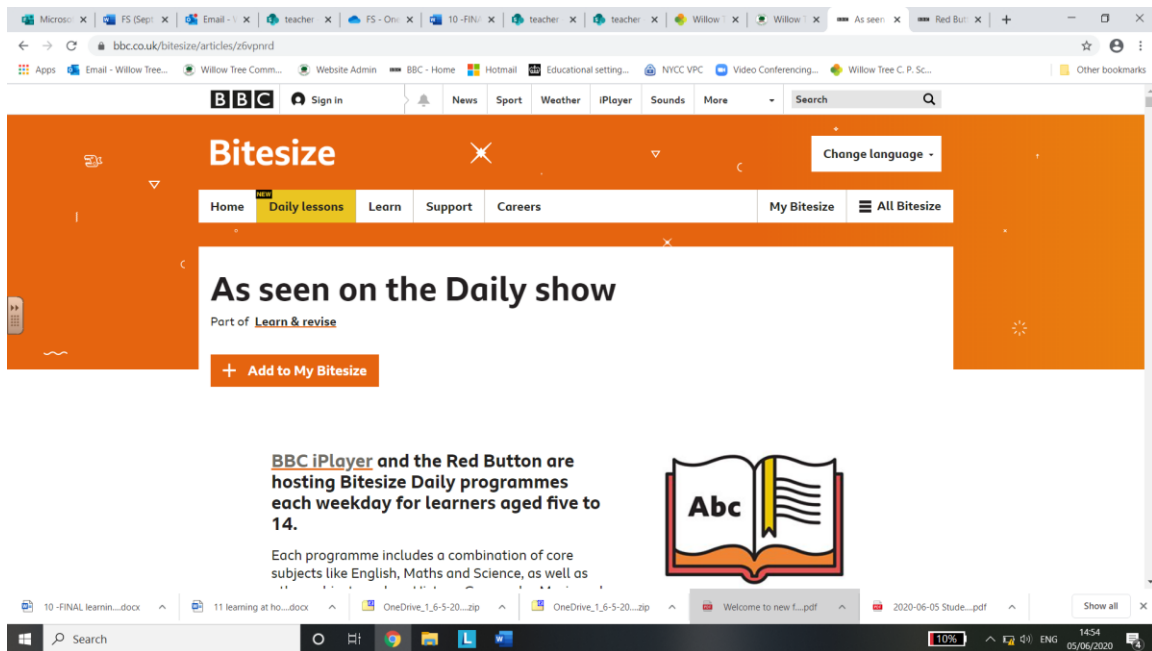 Microso
FS (Sept
Email - 
teacher
FS - One
10 -FINA
teacher
teacher
Willow
Willow
As seen
Red But
bbc.co.uk/bitesize/articles/z6vpnrd
Apps
Email - Willow Tree...
Willow Tree Comm...
Website Admin
BBC - Home
Hotmail
Educational setting...
NYCC VPC
Video Conferencing...
Willow Tree C. P. Sc...
Other bookmarks
BBC
Sign in
News
Sport
Weather
iPlayer
Sounds
More
Search
Bitesize
Change language
NEW
Home
Daily lessons
Learn
Support
Careers
My Bitesize
All Bitesize
As seen on the Daily show
Part of Learn & revise
+ Add to My Bitesize
BBC iPlayer and the Red Button are
hosting Bitesize Daily programmes
each weekday for learners aged five to
14.
Abc
Each programme includes a combination of core
subjects like English, Maths and Science, as well as
10 -FINAL learnin....docx
11 learning at ho....docx
OneDrive_1_6-5-20....zip
OneDrive_1_6-5-20....zip
Welcome to new f....pdf
2020-06-05 Stude....pdf
Show all
Search
L
10%
ENG
14:54
05/06/2020
4